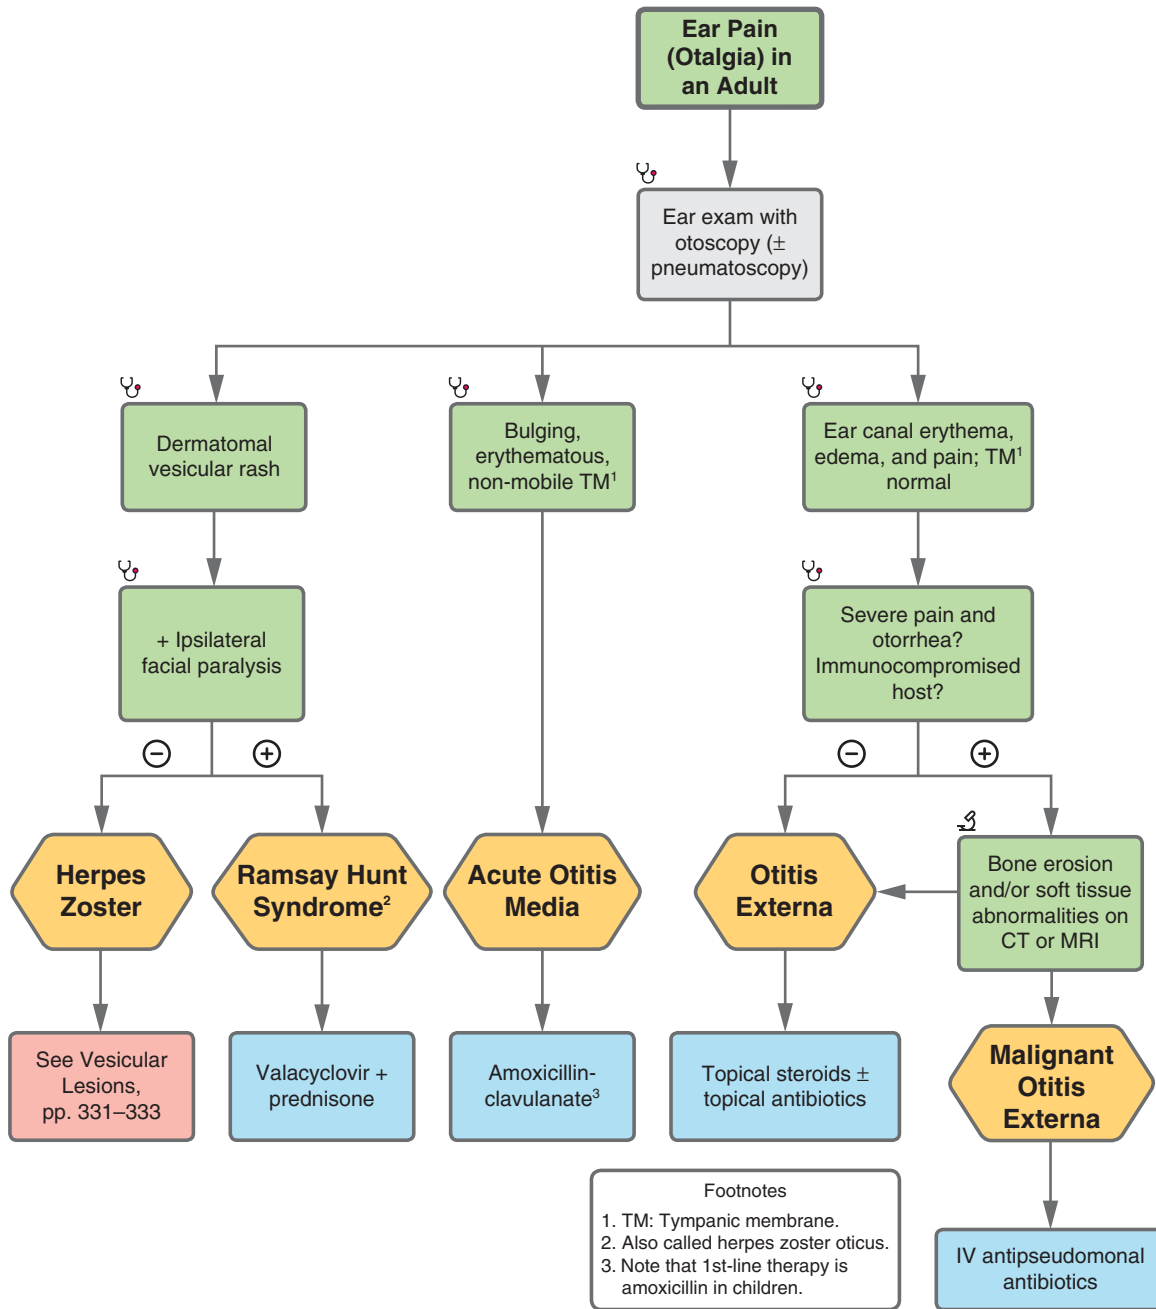 Ear Pain
(Otalgia) in
an Adult
Ear exam with
otoscopy (±
pneumatoscopy)
Dermatomal
vesicular rash
Bulging,
erythematous,
non-mobile TM¹
Ear canal erythema,
edema, and pain; TM¹
normal
+ Ipsilateral
facial paralysis
Severe pain and
otorrhea?
Immunocompromised
host?
−
+
−
+
Herpes
Zoster
Ramsay Hunt
Syndrome²
Acute Otitis
Media
Otitis
Externa
Bone erosion
and/or soft tissue
abnormalities on
CT or MRI
See Vesicular
Lesions,
pp. 331–333
Valacyclovir +
prednisone
Amoxicillin-
clavulanate³
Topical steroids ±
topical antibiotics
Malignant
Otitis
Externa
IV antipseudomonal
antibiotics
Footnotes
1. TM: Tympanic membrane.
2. Also called herpes zoster oticus.
3. Note that 1st-line therapy is
amoxicillin in children.